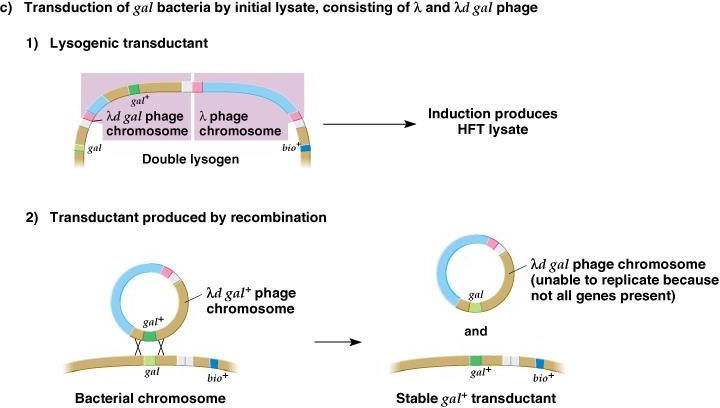 c) Transduction of gal bacteria by initial lysate, consisting of λ and λd gal phage
1) Lysogenic transductant
gal+
λd gal phage
chromosome
λ phage
chromosome
gal
Double lysogen
bio+
Induction produces
HFT lysate
2) Transductant produced by recombination
λd gal+ phage
chromosome
gal+
gal
bio+
Bacterial chromosome
gal
λd gal phage chromosome
(unable to replicate because
not all genes present)
and
gal+
bio+
Stable gal+ transductant